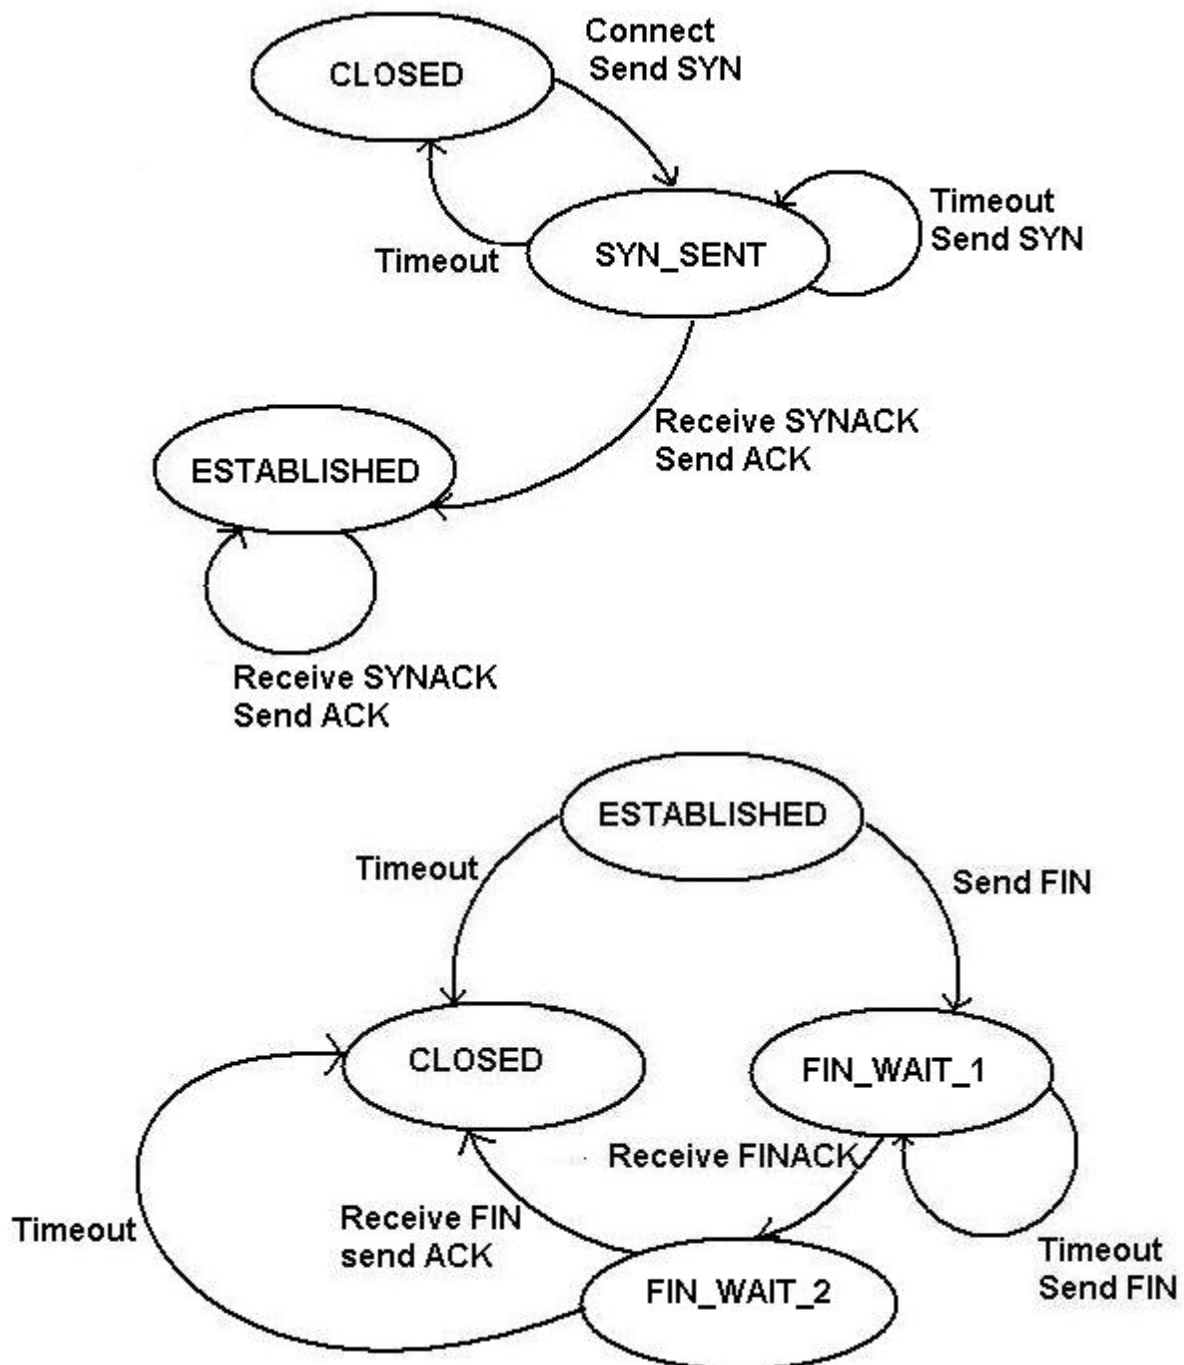 Connect
Send SYN
CLOSED
Timeout
Send SYN
SYN_SENT
Timeout
Receive SYNACK
Send ACK
ESTABLISHED
Receive SYNACK
Send ACK
ESTABLISHED
Timeout
Send FIN
CLOSED
FIN_WAIT_1
Receive FINACK
Timeout
Receive FIN
send ACK
Timeout
Send FIN
FIN_WAIT_2